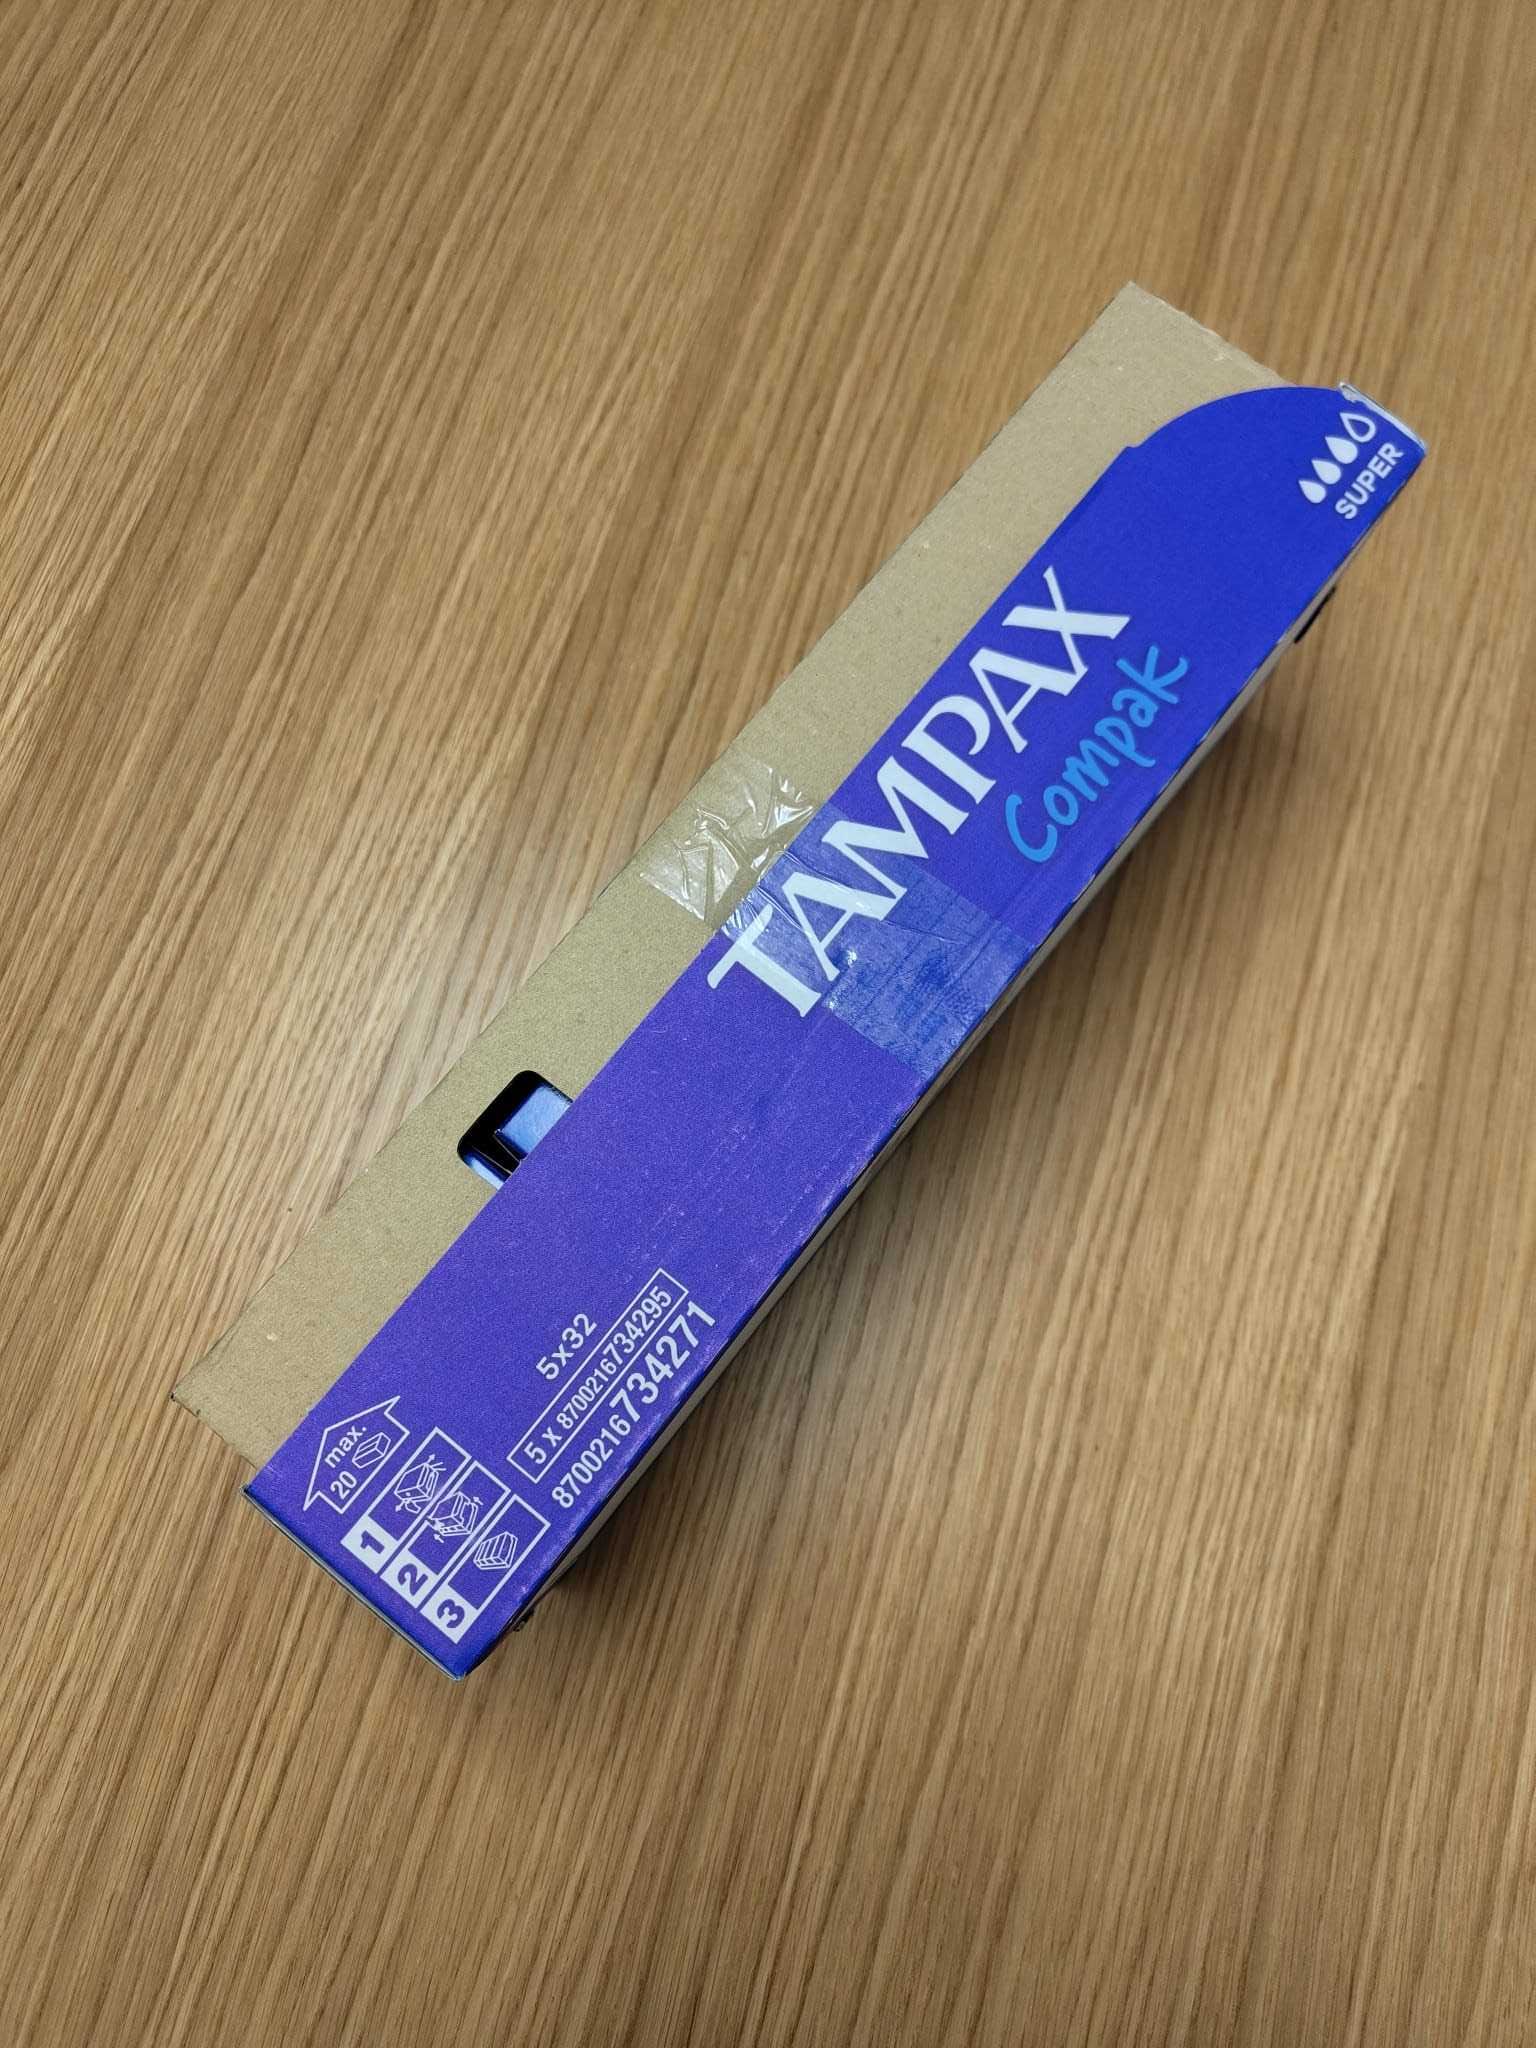 TAMPAX
Compak
SUPER
5x32
5 x 8700216734295
8700216734271
max.
20
1
2
3